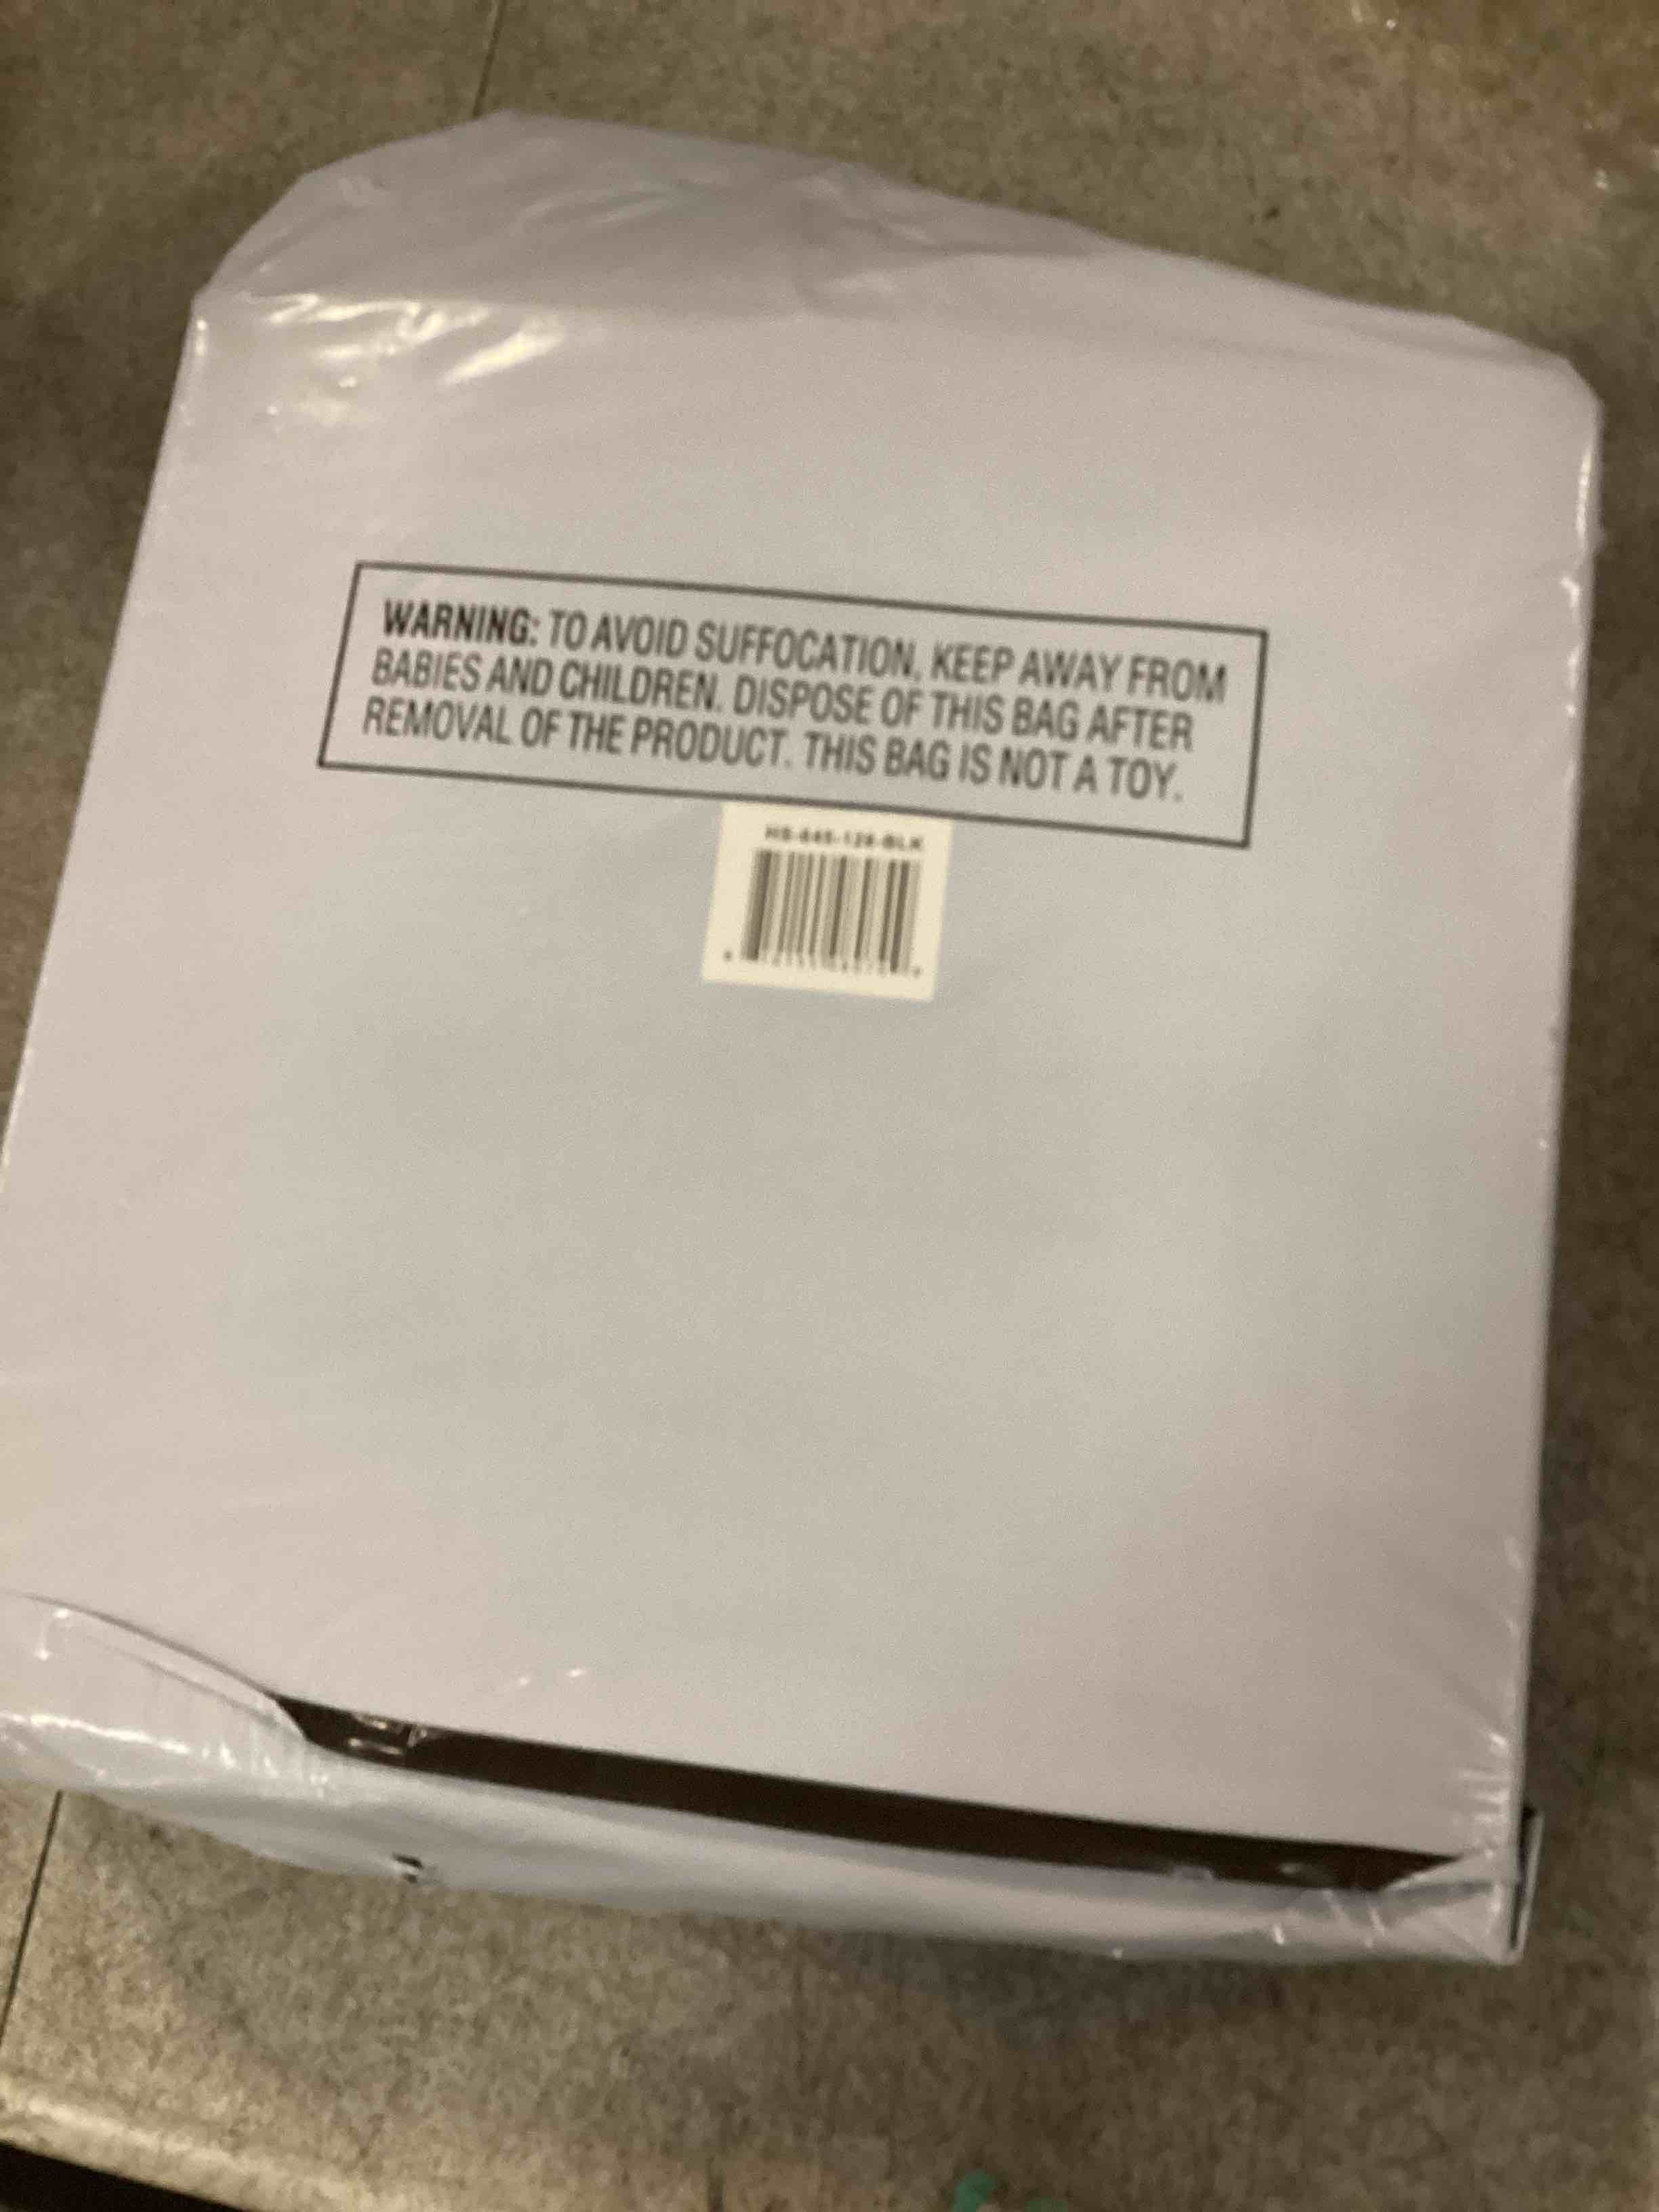 WARNING: TO AVOID SUFFOCATION, KEEP AWAY FROM
BABIES AND CHILDREN. DISPOSE OF THIS BAG AFTER
REMOVAL OF THE PRODUCT. THIS BAG IS NOT A TOY.